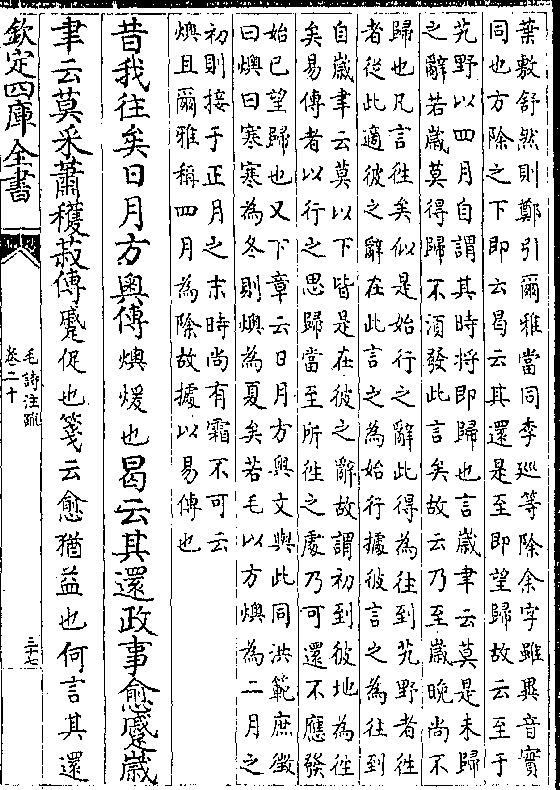 葉敷舒然則鄭引爾雅當同李巡等除余字雖異音實
同也方除之下即云曷云其還是至即望歸故云至于
艽野以四月自謂其時將即歸也言嵗聿云莫是未歸
之辭若嵗莫得歸不須發此言矣故云乃至嵗晚尚不
歸也凡言徃矣似是始行之辭此得為往到艽野者徃
者從此適彼之辭在此言之為始行據彼言之為往到
自嵗聿云莫以下皆是在彼之辭故謂初到彼地為徃
矣易傳者以行之思歸當至所徃之處乃可還不應發
始已望歸也又下章云日月方奥文與此同洪範庶徵
曰燠曰寒寒為冬則燠為夏矣若毛以方燠為二月之
初則接于正月之末時尚有霜不可云
燠且爾雅稱四月為除故據以易傳也
昔我往矣日月方奥傳燠煖也曷云其還政事愈蹙嵗
聿云莫采蕭穫菽傳蹙促也箋云愈猶益也何言其還
欽定四庫全書
毛詩注疏
卷二十
三十七